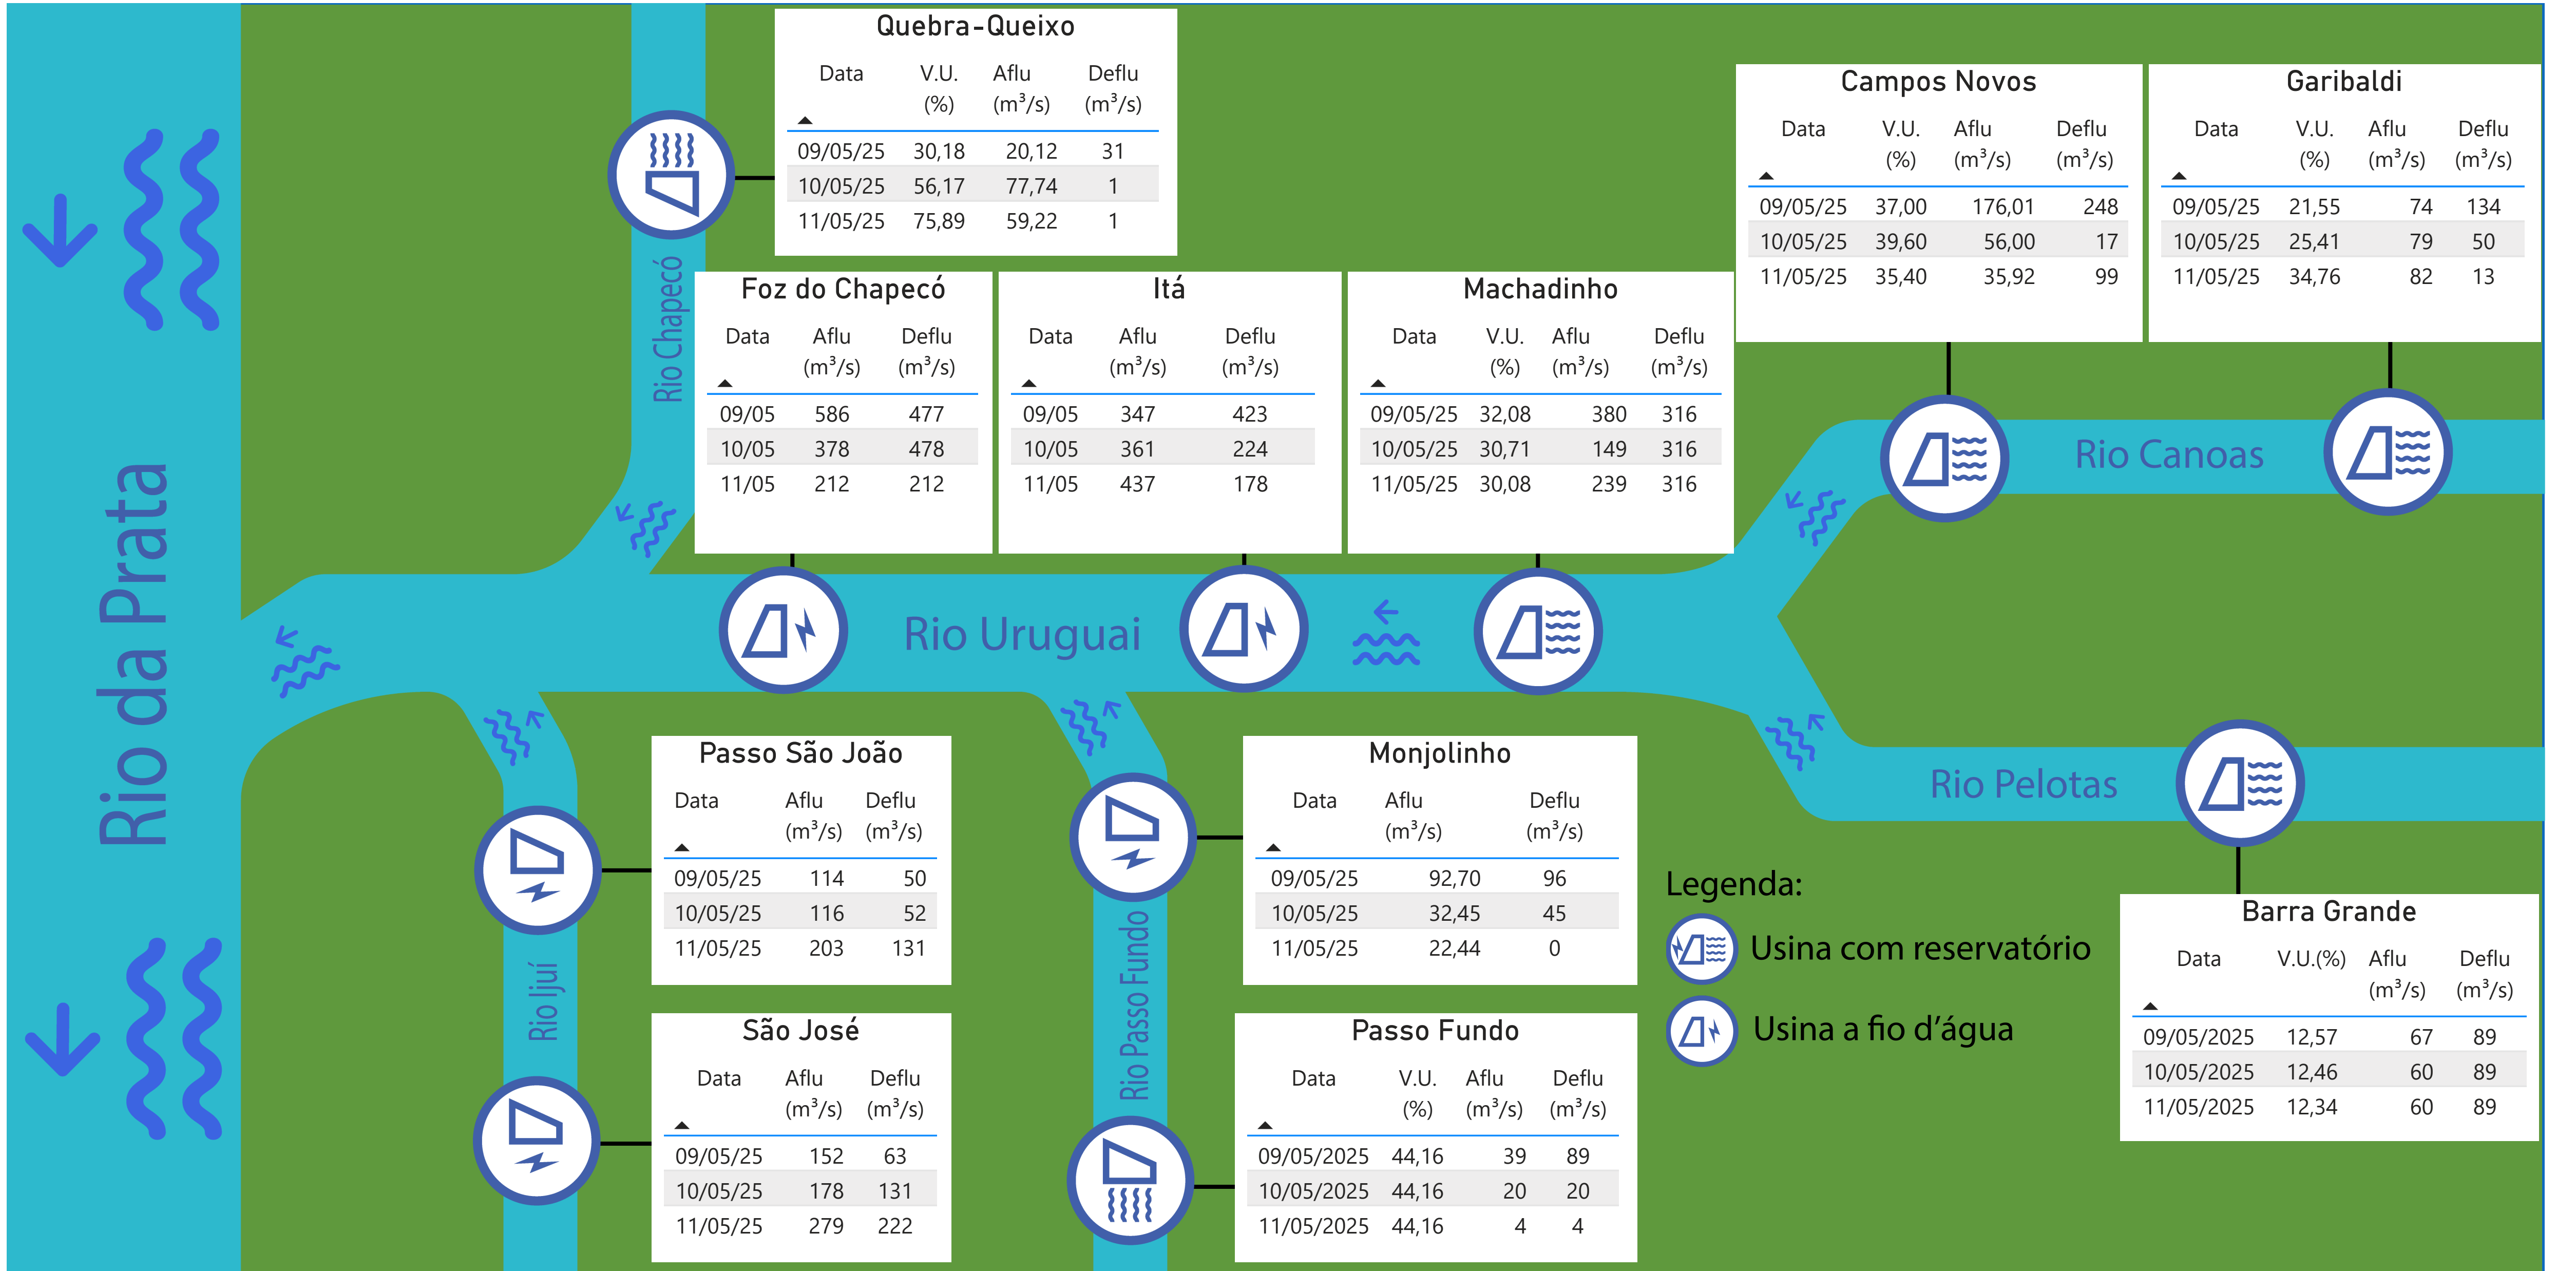 Quebra-Queixo
Data V.U. (%) Aflu (m³/s) Deflu (m³/s)
09/05/25 30,18 20,12 31
10/05/25 56,17 77,74 1
11/05/25 75,89 59,22 1
Campos Novos
Data V.U. (%) Aflu (m³/s) Deflu (m³/s)
09/05/25 37,00 176,01 248
10/05/25 39,60 56,00 17
11/05/25 35,40 35,92 99
Garibaldi
Data V.U. (%) Aflu (m³/s) Deflu (m³/s)
09/05/25 21,55 74 134
10/05/25 25,41 79 50
11/05/25 34,76 82 13
Rio Chapecó
Foz do Chapecó
Data Aflu (m³/s) Deflu (m³/s)
09/05 586 477
10/05 378 478
11/05 212 212
Itá
Data Aflu (m³/s) Deflu (m³/s)
09/05 347 423
10/05 361 224
11/05 437 178
Machadinho
Data V.U. (%) Aflu (m³/s) Deflu (m³/s)
09/05/25 32,08 380 316
10/05/25 30,71 149 316
11/05/25 30,08 239 316
Rio Canoas
Rio da Prata
Rio Uruguai
Rio Pelotas
Passo São João
Data Aflu (m³/s) Deflu (m³/s)
09/05/25 114 50
10/05/25 116 52
11/05/25 203 131
Monjolinho
Data Aflu (m³/s) Deflu (m³/s)
09/05/25 92,70 96
10/05/25 32,45 45
11/05/25 22,44 0
Legenda:
Usina com reservatório
Usina a fio d’água
Barra Grande
Data V.U.(%) Aflu (m³/s) Deflu (m³/s)
09/05/2025 12,57 67 89
10/05/2025 12,46 60 89
11/05/2025 12,34 60 89
Rio Ijuí
São José
Data Aflu (m³/s) Deflu (m³/s)
09/05/25 152 63
10/05/25 178 131
11/05/25 279 222
Rio Passo Fundo
Passo Fundo
Data V.U. (%) Aflu (m³/s) Deflu (m³/s)
09/05/2025 44,16 39 89
10/05/2025 44,16 20 20
11/05/2025 44,16 4 4